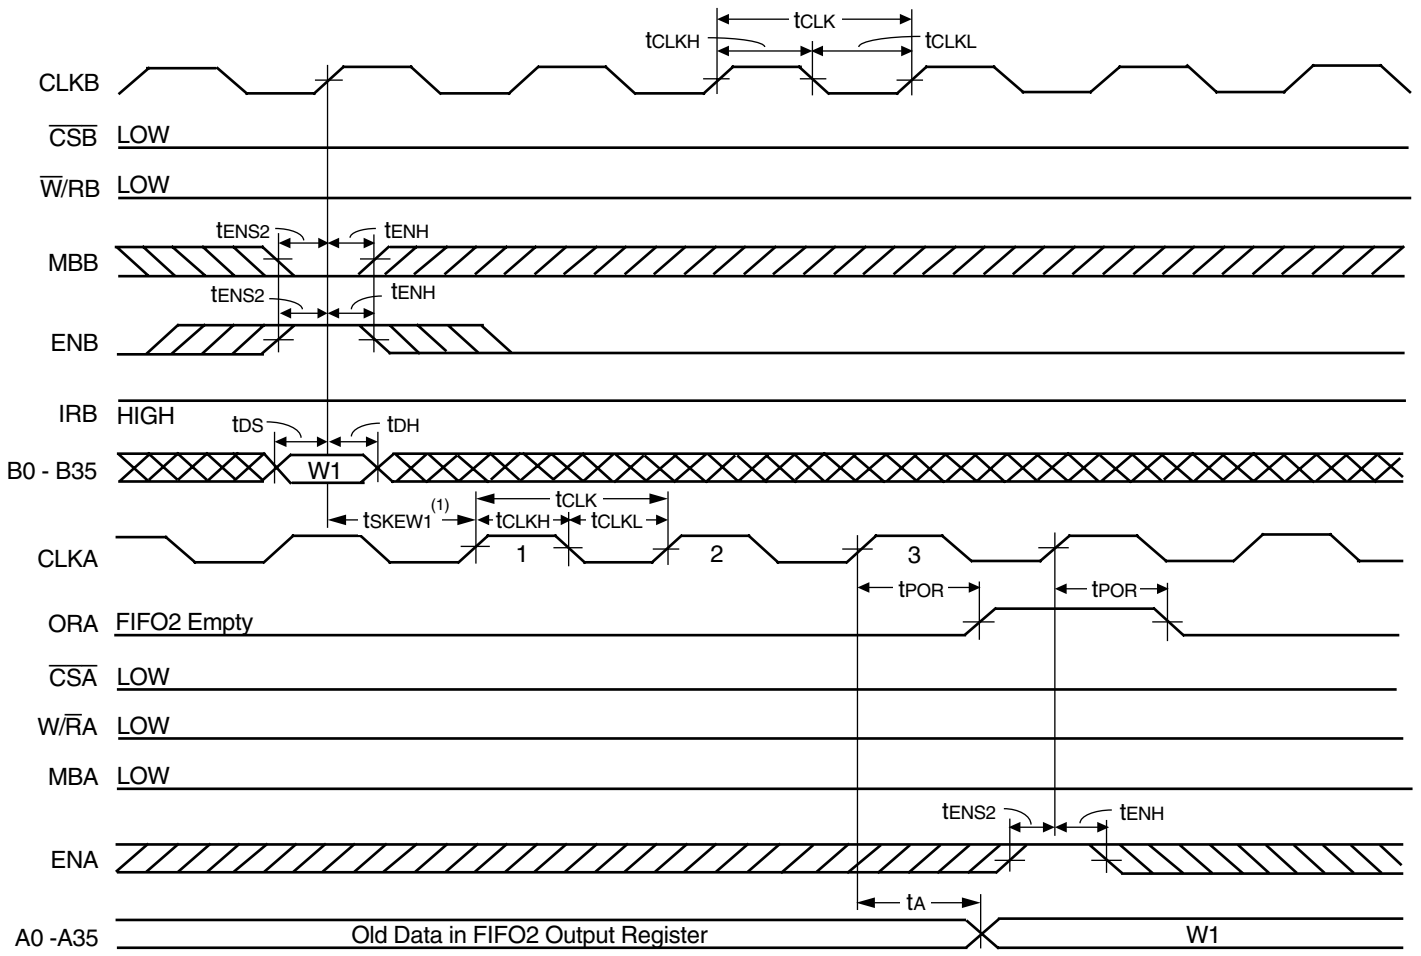 tCLK
tCLKH
tCLKL
CLKB
CSB LOW
W/RB LOW
tENS2 tENH
MBB
tENS2 tENH
ENB
IRB HIGH
tDS tDH
B0 - B35 W1
tSKEW1(1) tCLK
tCLKH tCLKL
CLKA 1 2 3
tPOR tPOR
ORA FIFO2 Empty
CSA LOW
W/RA LOW
MBA LOW
tENS2 tENH
ENA
tA
A0 -A35 Old Data in FIFO2 Output Register W1